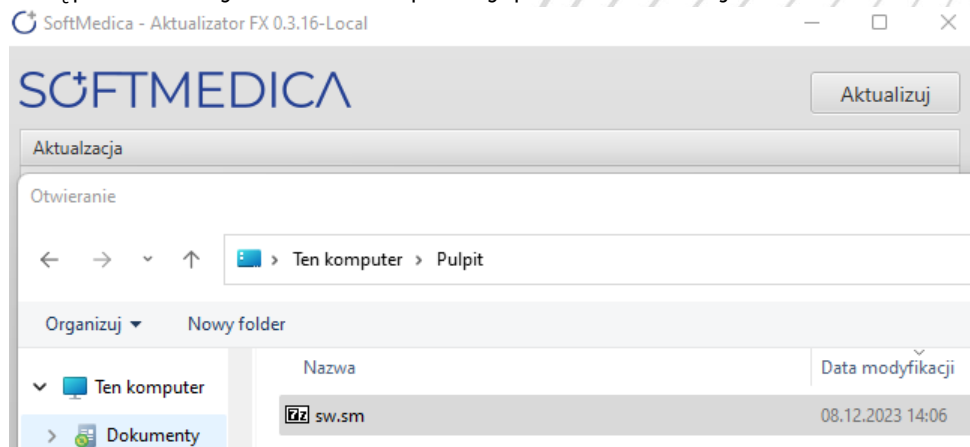 SoftMedica - Aktualizator FX 0.3.16-Local
SOFTMEDICA
Aktualizuj
Aktualzacja
Otwieranie
Ten komputer > Pulpit
Organizuj Nowy folder
Nazwa Data modyfikacji
Ten komputer
7z sw.sm 08.12.2023 14:06
Dokumenty